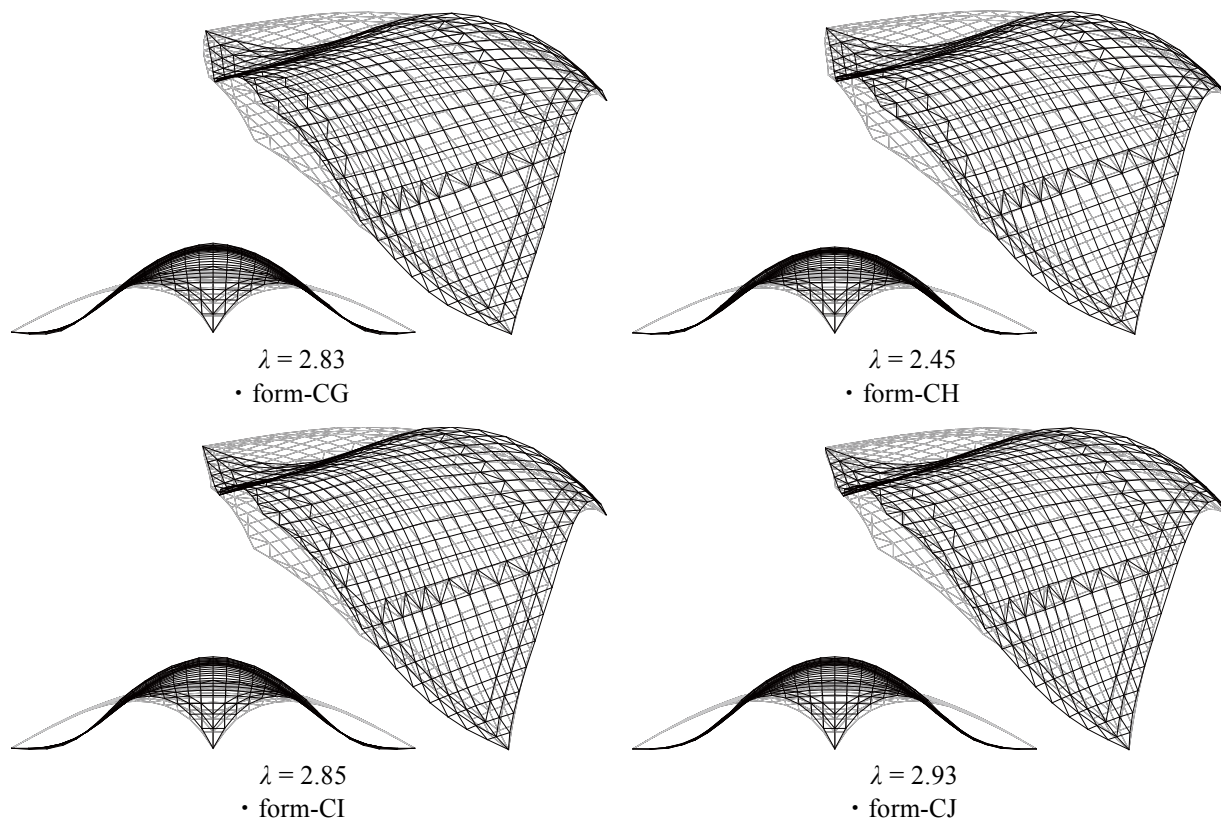 λ = 2.83
・form-CG
λ = 2.45
・form-CH
λ = 2.85
・form-CI
λ = 2.93
・form-CJ